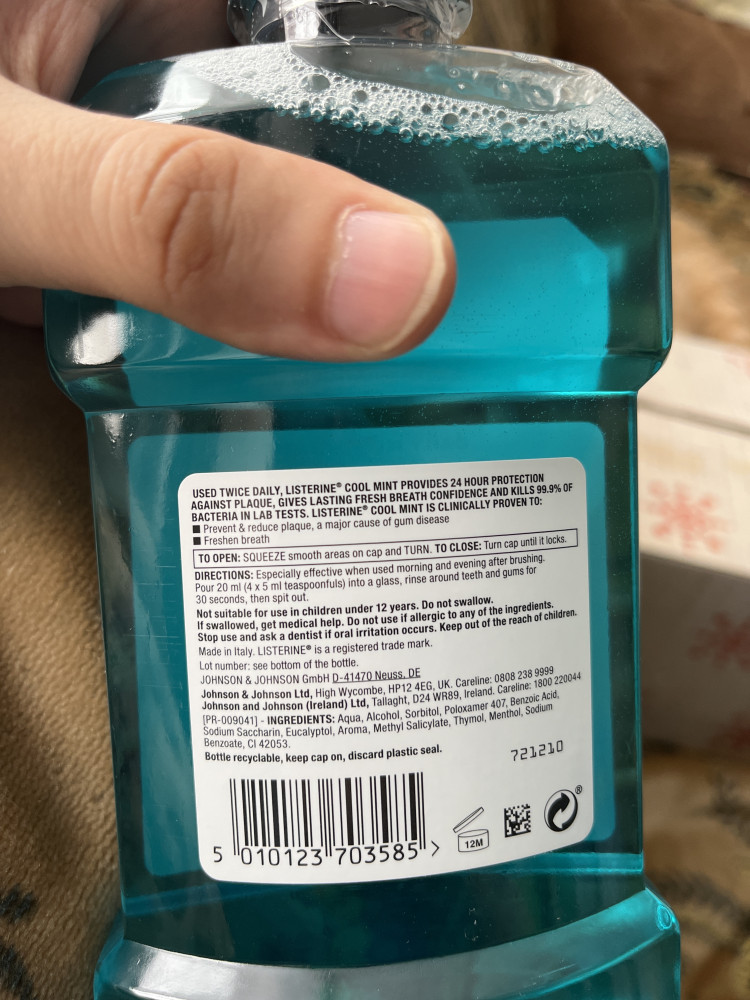 USED TWICE DAILY, LISTERINE® COOL MINT PROVIDES 24 HOUR PROTECTION
AGAINST PLAQUE, GIVES LASTING FRESH BREATH CONFIDENCE AND KILLS 99.9% OF
BACTERIA IN LAB TESTS. LISTERINE® COOL MINT IS CLINICALLY PROVEN TO:
■ Prevent & reduce plaque, a major cause of gum disease
■ Freshen breath
TO OPEN: SQUEEZE smooth areas on cap and TURN. TO CLOSE: Turn cap until it locks.
DIRECTIONS: Especially effective when used morning and evening after brushing.
Pour 20 ml (4 x 5 ml teaspoonfuls) into a glass, rinse around teeth and gums for
30 seconds, then spit out.
Not suitable for use in children under 12 years. Do not swallow.
If swallowed, get medical help. Do not use if allergic to any of the ingredients.
Stop use and ask a dentist if oral irritation occurs. Keep out of the reach of children.
Made in Italy. LISTERINE® is a registered trade mark.
Lot number: see bottom of the bottle.
JOHNSON & JOHNSON GmbH D-41470 Neuss, DE
Johnson & Johnson Ltd, High Wycombe, HP12 4EG, UK. Careline: 0808 238 9999
Johnson and Johnson (Ireland) Ltd, Tallaght, D24 WR89, Ireland. Careline: 1800 220044
[PR-009041] - INGREDIENTS: Aqua, Alcohol, Sorbitol, Poloxamer 407, Benzoic Acid,
Sodium Saccharin, Eucalyptol, Aroma, Methyl Salicylate, Thymol, Menthol, Sodium
Benzoate, CI 42053.
Bottle recyclable, keep cap on, discard plastic seal.
721210
5 010123 703585 >
12M
®